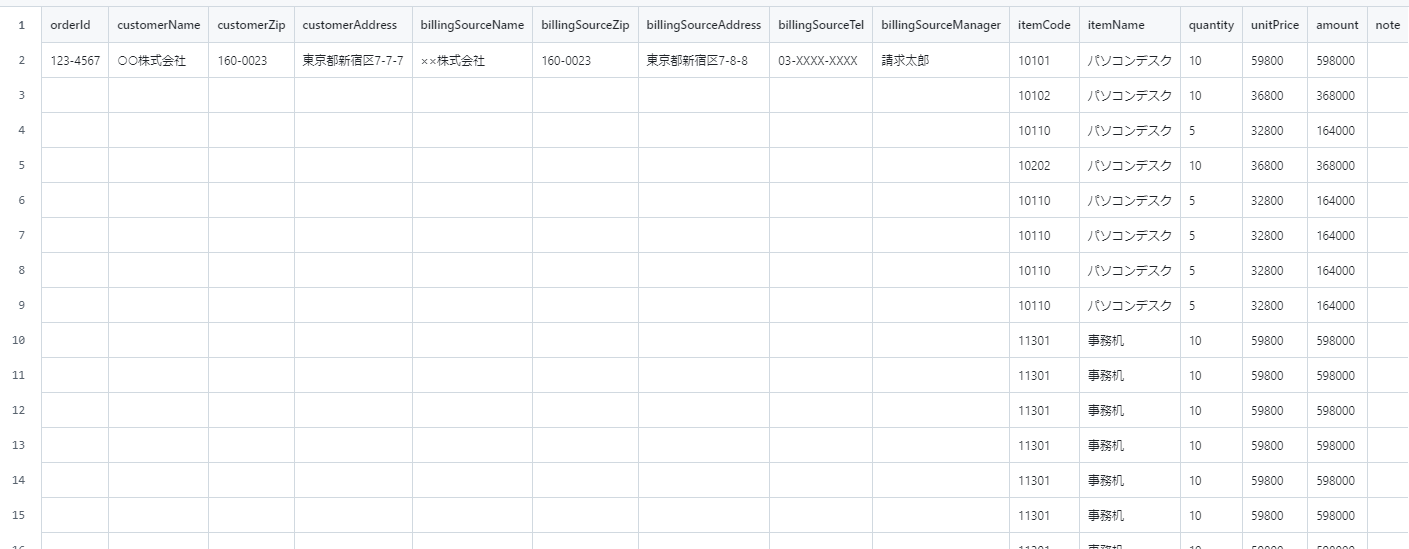 1 orderId customerName customerZip customerAddress billingSourceName billingSourceZip billingSourceAddress billingSourceTel billingSourceManager itemCode itemName quantity unitPrice amount note
2 123-4567 〇〇株式会社 160-0023 東京都新宿区7-7-7 ××株式会社 160-0023 東京都新宿区7-8-8 03-XXXX-XXXX 請求太郎 10101 パソコンデスク 10 59800 598000
3 10102 パソコンデスク 10 36800 368000
4 10110 パソコンデスク 5 32800 164000
5 10202 パソコンデスク 10 36800 368000
6 10110 パソコンデスク 5 32800 164000
7 10110 パソコンデスク 5 32800 164000
8 10110 パソコンデスク 5 32800 164000
9 10110 パソコンデスク 5 32800 164000
10 11301 事務机 10 59800 598000
11 11301 事務机 10 59800 598000
12 11301 事務机 10 59800 598000
13 11301 事務机 10 59800 598000
14 11301 事務机 10 59800 598000
15 11301 事務机 10 59800 598000